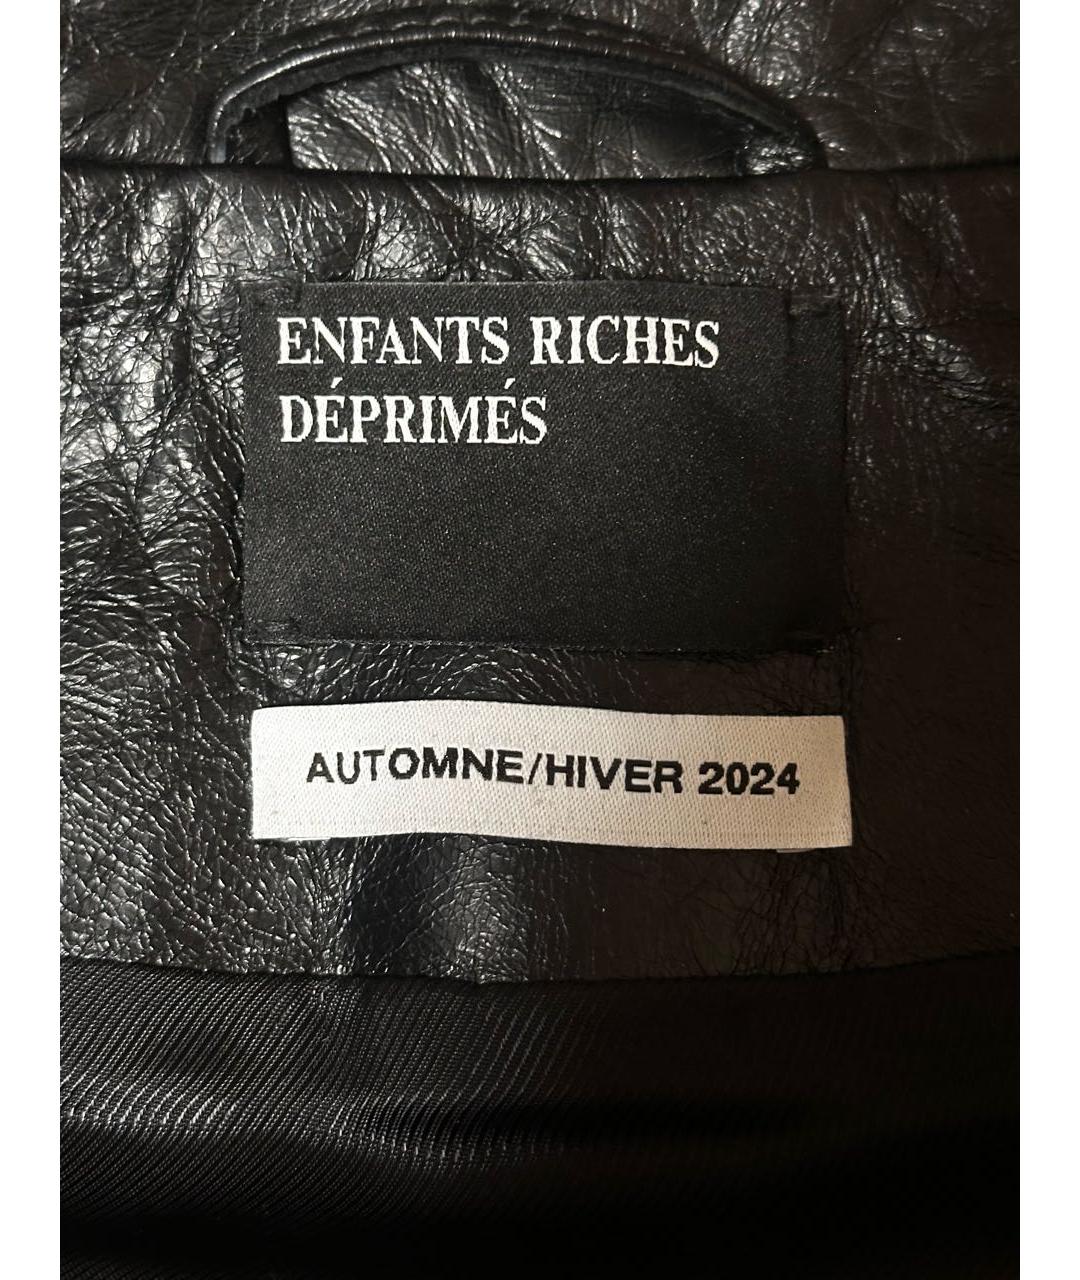 ENFANTS RICHES
DÉPRIMÉS
AUTOMNE/HIVER 2024